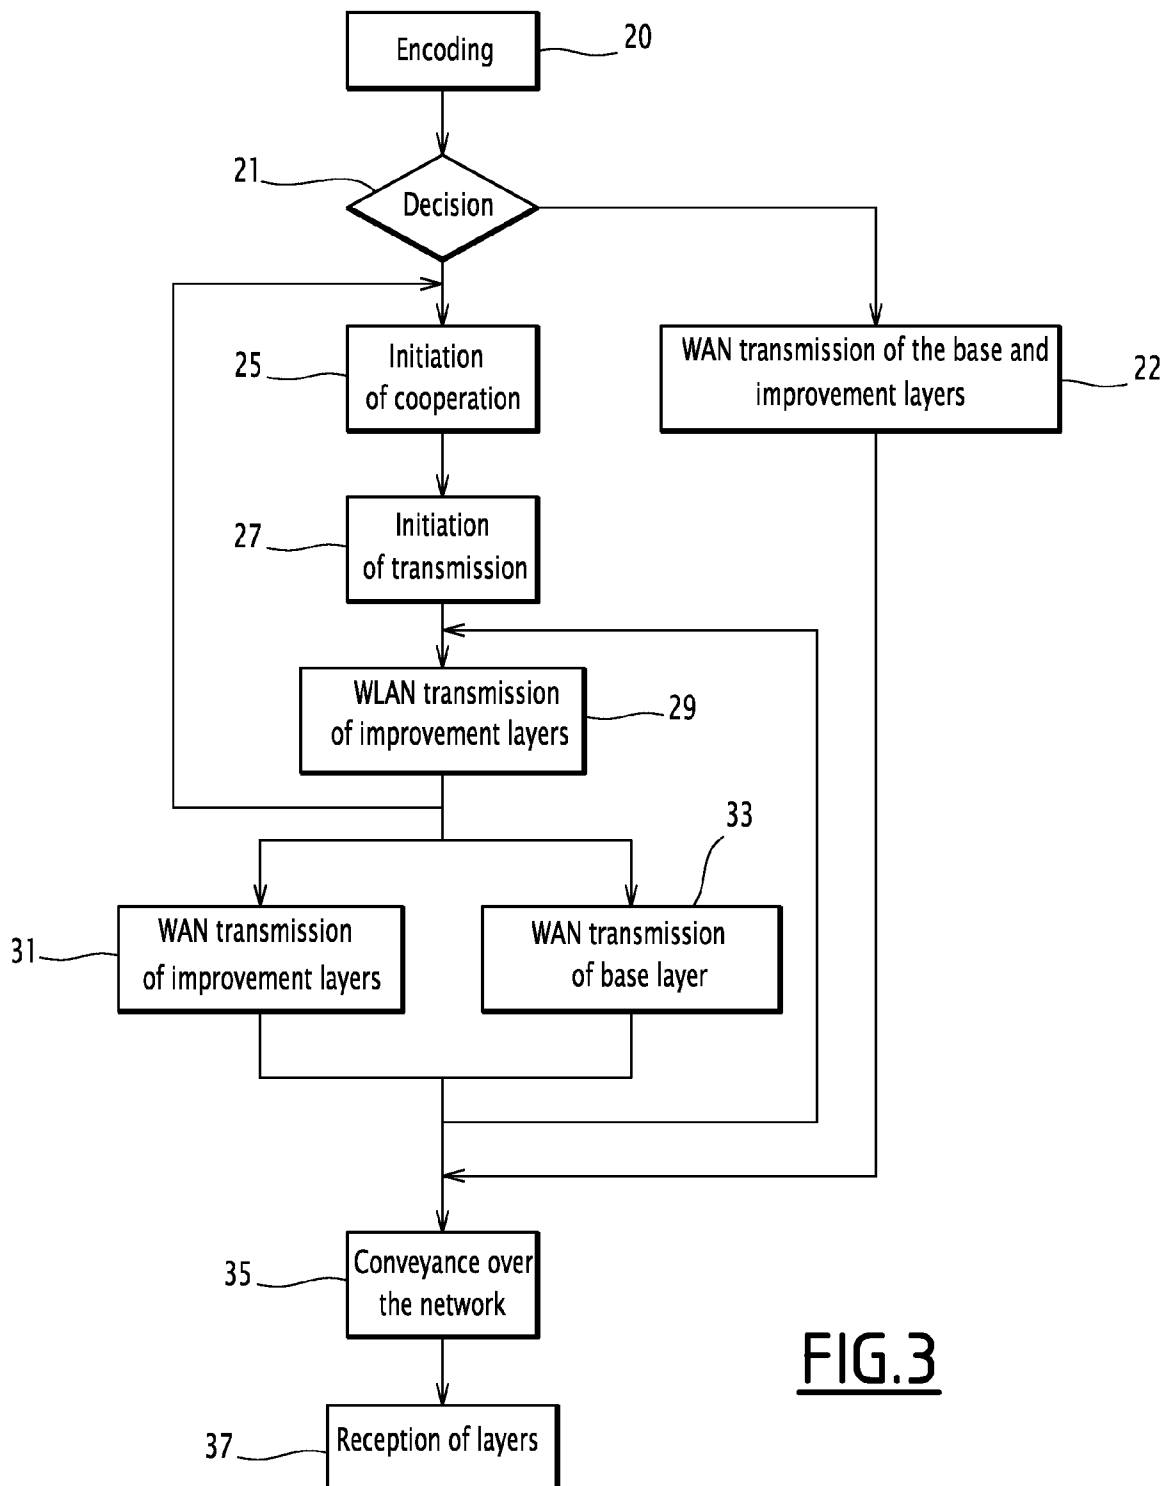 Encoding
20
21
Decision
25
Initiation
of cooperation
WAN transmission of the base and
improvement layers
22
27
Initiation
of transmission
WLAN transmission
of improvement layers
29
33
31
WAN transmission
of improvement layers
WAN transmission
of base layer
35
Conveyance over
the network
FIG.3
37
Reception of layers